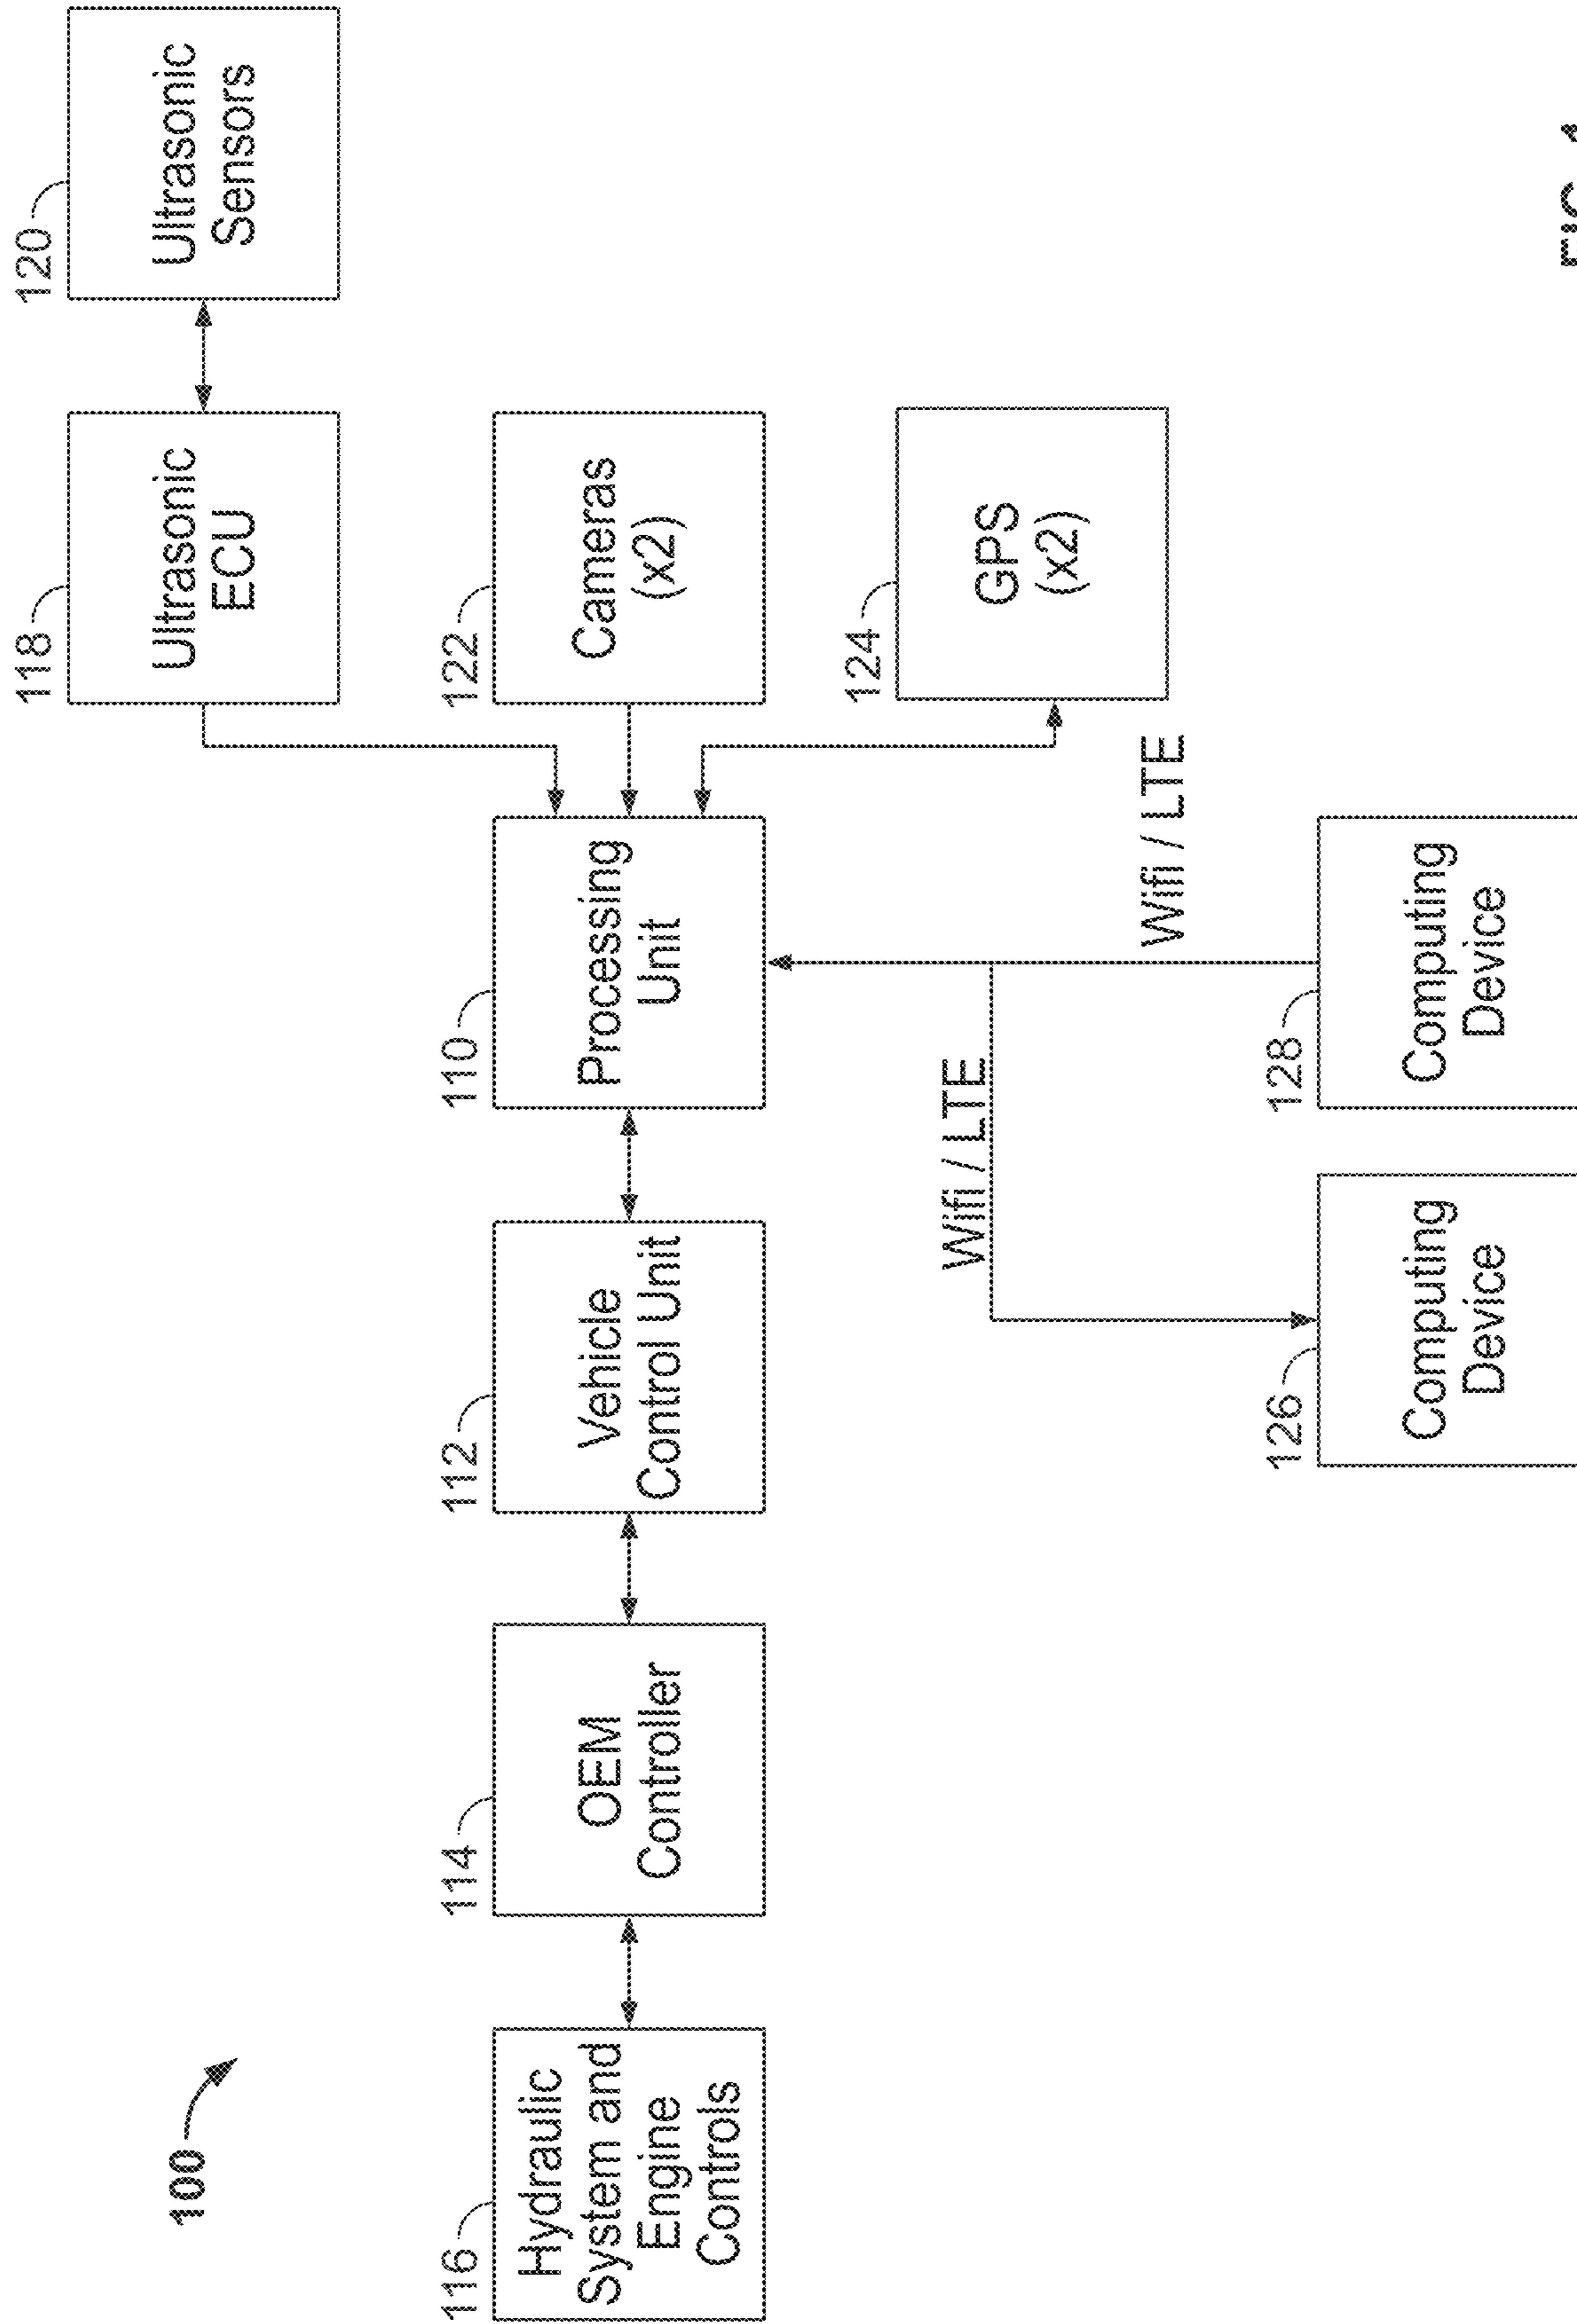 118
120
Ultrasonic
ECU
Ultrasonic
Sensors
100
116
114
112
110
122
Hydraulic
System and
Engine
Controls
OEM
Controller
Vehicle
Control Unit
Processing
Unit
Cameras
(x2)
124
GPS
(x2)
Wifi / LTE
Wifi / LTE
126
128
Computing
Device
Computing
Device